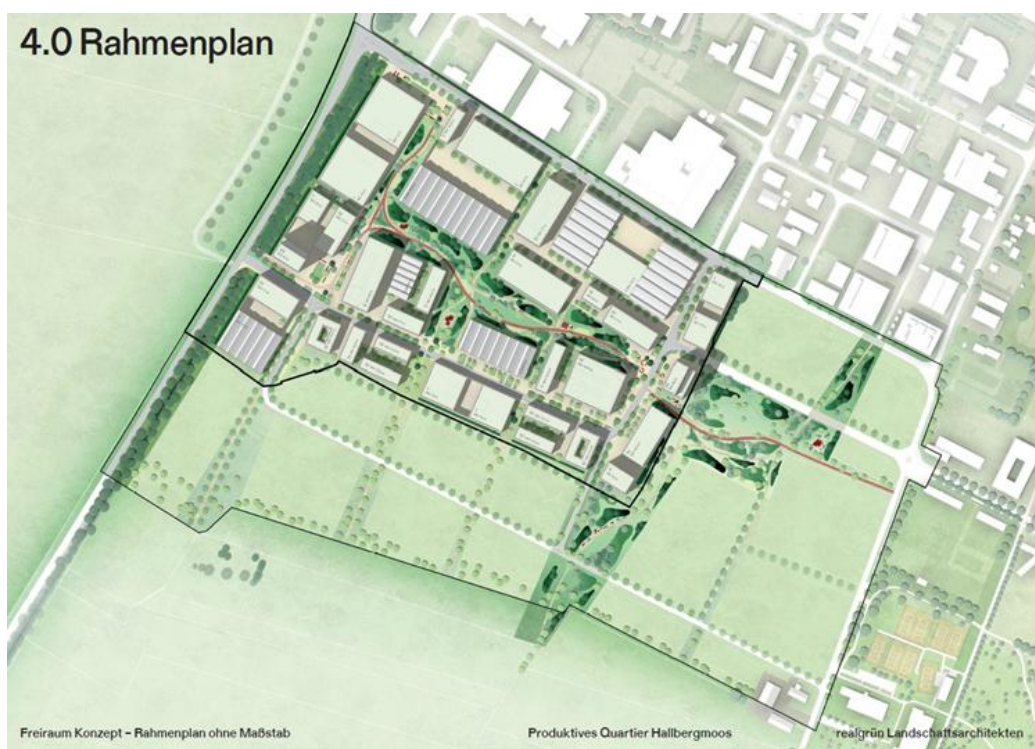 4.0 Rahmenplan
Freiraum Konzept – Rahmenplan ohne Maßstab
Produktives Quartier Hallbergmoos
realgrün Landschaftsarchitekten